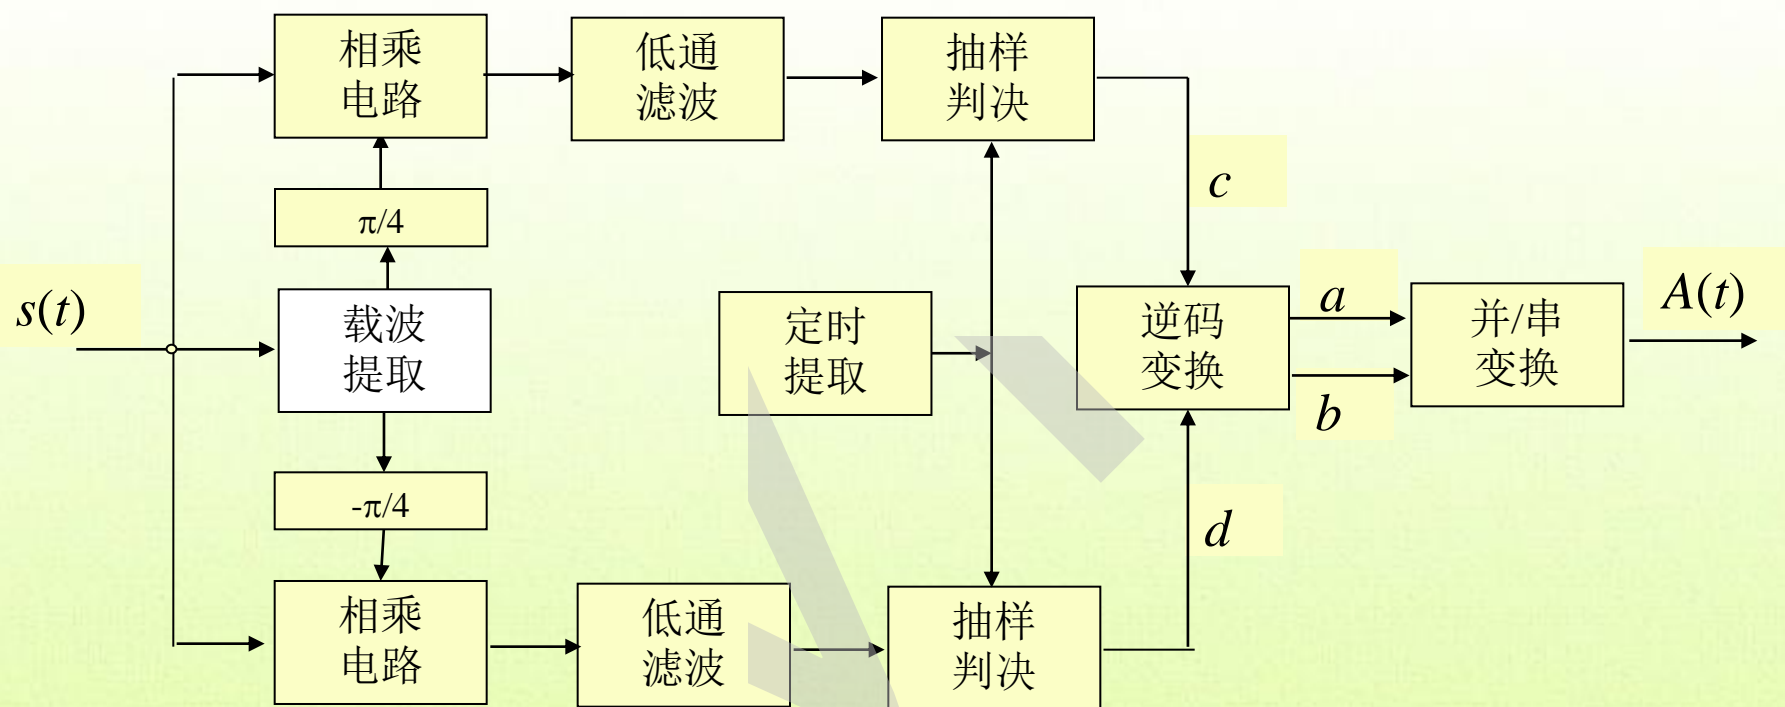 相乘
电路
低通
滤波
抽样
判决
c
π/4
s(t)
载波
提取
定时
提取
逆码
变换
a
b
并/串
变换
A(t)
-π/4
d
相乘
电路
低通
滤波
抽样
判决